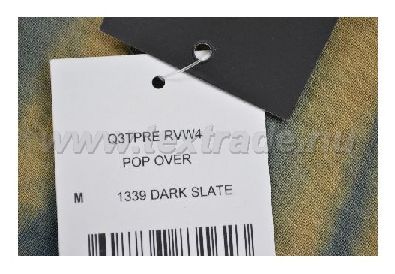 Q3TPRE RVW4
POP OVER
M 1339 DARK SLATE
www.textrade.ru